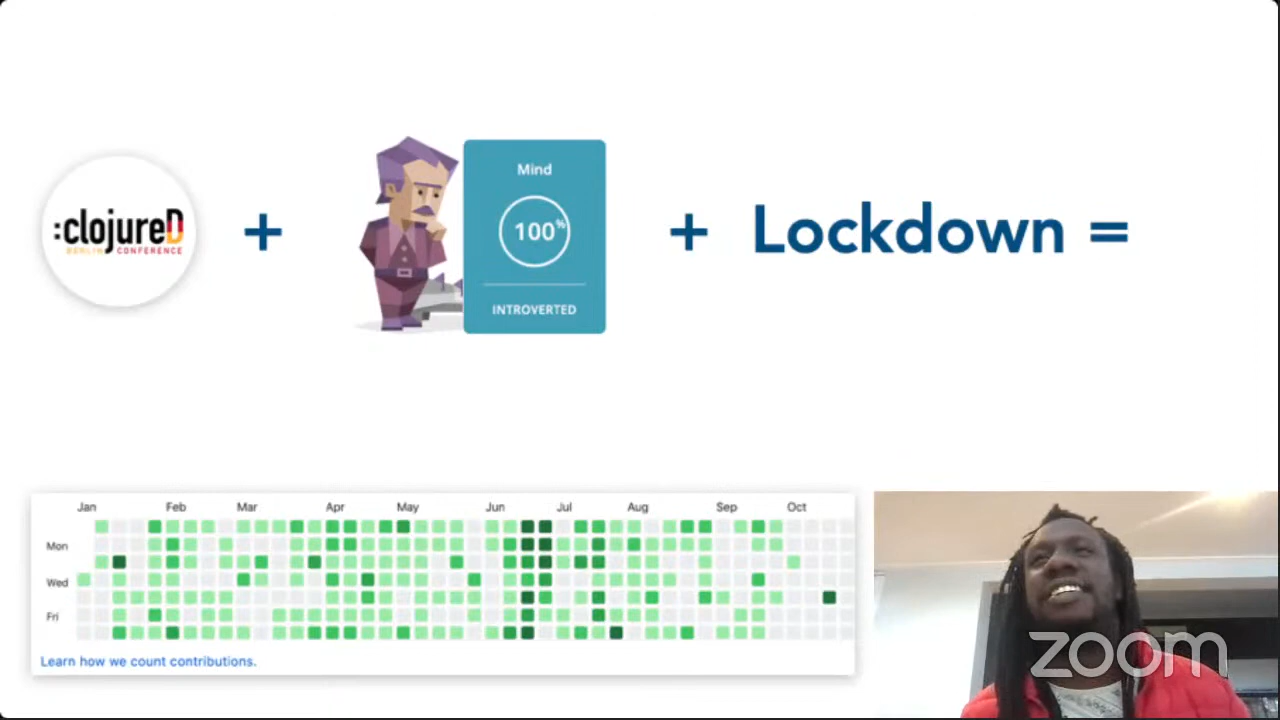 :clojureD
BERLIN CONFERENCE
+
Mind
100%
INTROVERTED
+ Lockdown =
Jan Feb Mar Apr May Jun Jul Aug Sep Oct
Mon
Wed
Fri
Learn how we count contributions.
zoom